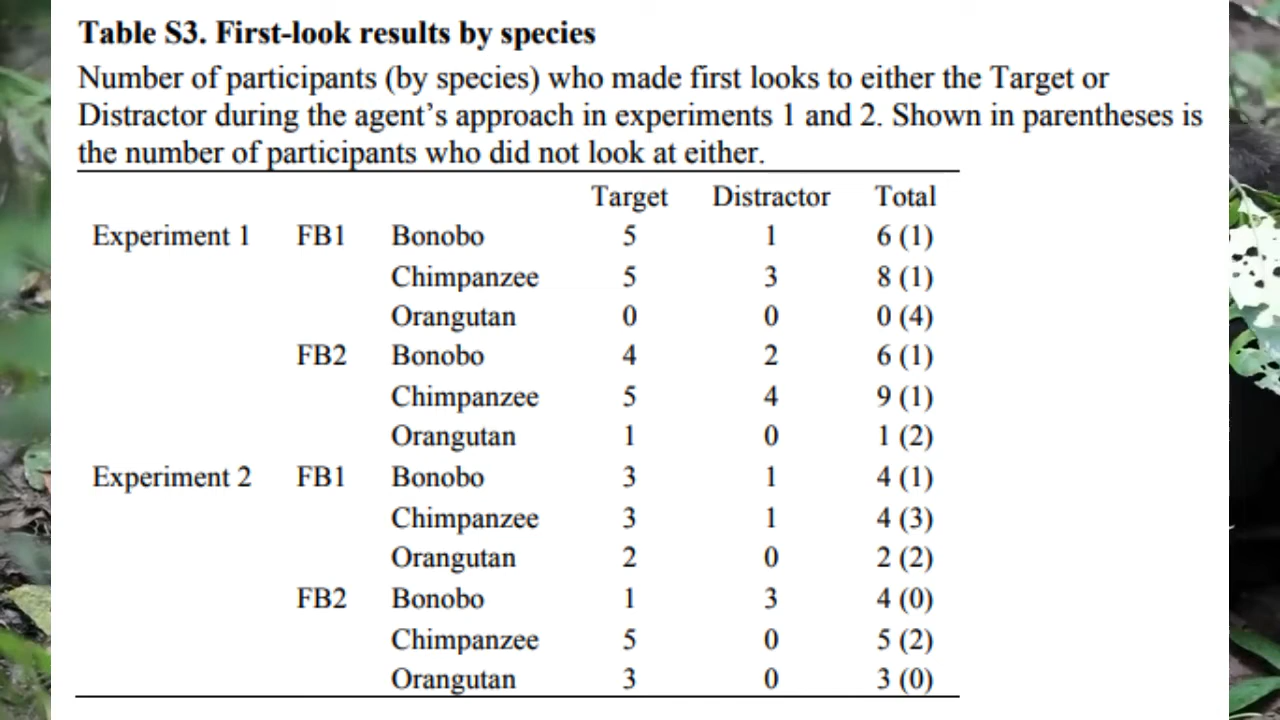 Table S3. First-look results by species
Number of participants (by species) who made first looks to either the Target or
Distractor during the agent's approach in experiments 1 and 2. Shown in parentheses is
the number of participants who did not look at either.
Target Distractor Total
Experiment 1 FB1 Bonobo 5 1 6 (1)
Chimpanzee 5 3 8 (1)
Orangutan 0 0 0 (4)
FB2 Bonobo 4 2 6 (1)
Chimpanzee 5 4 9 (1)
Orangutan 1 0 1 (2)
Experiment 2 FB1 Bonobo 3 1 4 (1)
Chimpanzee 3 1 4 (3)
Orangutan 2 0 2 (2)
FB2 Bonobo 1 3 4 (0)
Chimpanzee 5 0 5 (2)
Orangutan 3 0 3 (0)